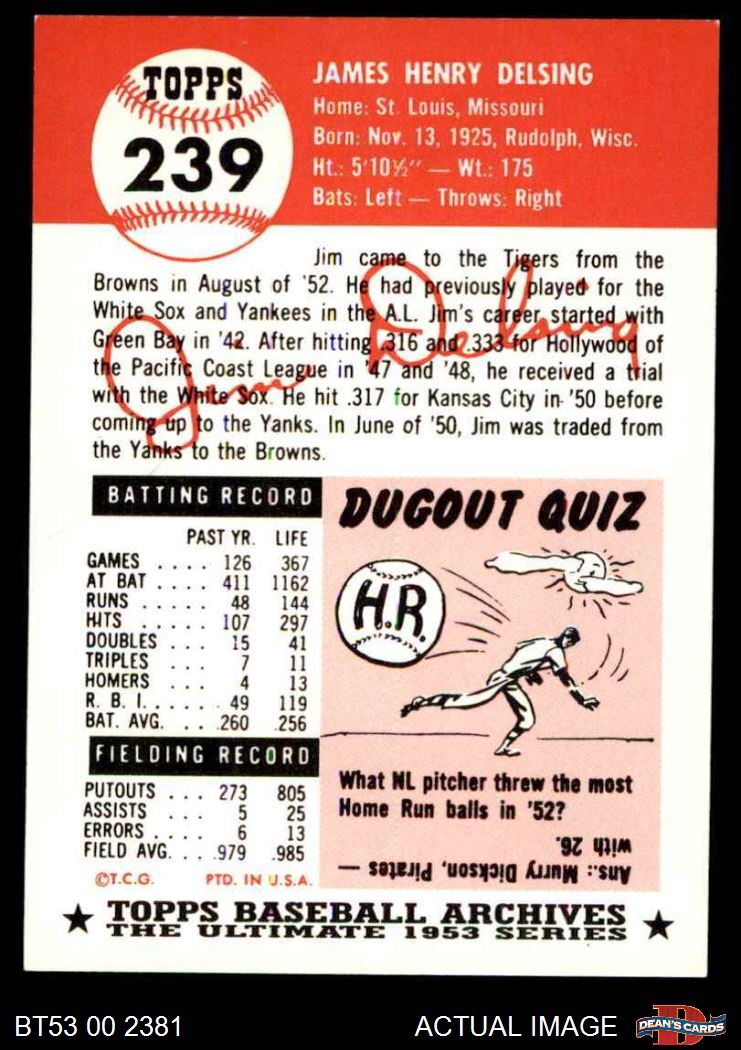 TOPPS
239
JAMES HENRY DELSING
Home: St. Louis, Missouri
Born: Nov. 13, 1925, Rudolph, Wisc.
Ht.: 5'10½" — Wt.: 175
Bats: Left — Throws: Right
Jim came to the Tigers from the
Browns in August of '52. He had previously played for the
White Sox and Yankees in the A.L. Jim's career started with
Green Bay in '42. After hitting .316 and .333 for Hollywood of
the Pacific Coast League in '47 and '48, he received a trial
with the White Sox. He hit .317 for Kansas City in '50 before
coming up to the Yanks. In June of '50, Jim was traded from
the Yanks to the Browns.
Jim Delsing
BATTING RECORD
PAST YR. LIFE
GAMES .... 126 367
AT BAT .... 411 1162
RUNS ..... 48 144
HITS ..... 107 297
DOUBLES ... 15 41
TRIPLES ... 7 11
HOMERS ... 4 13
R. B. I. ..... 49 119
BAT. AVG. .. .260 .256
FIELDING RECORD
PUTOUTS ... 273 805
ASSISTS ... 5 25
ERRORS ... 6 13
FIELD AVG. .. .979 .985
©T.C.G. PTD. IN U.S.A.
DUGOUT QUIZ
H.R.
What NL pitcher threw the most
Home Run balls in '52?
Ans.: Murry Dickson, Pirates —
with 26.
★ TOPPS BASEBALL ARCHIVES ★
THE ULTIMATE 1953 SERIES
BT53 00 2381 ACTUAL IMAGE DEAN'S CARDS